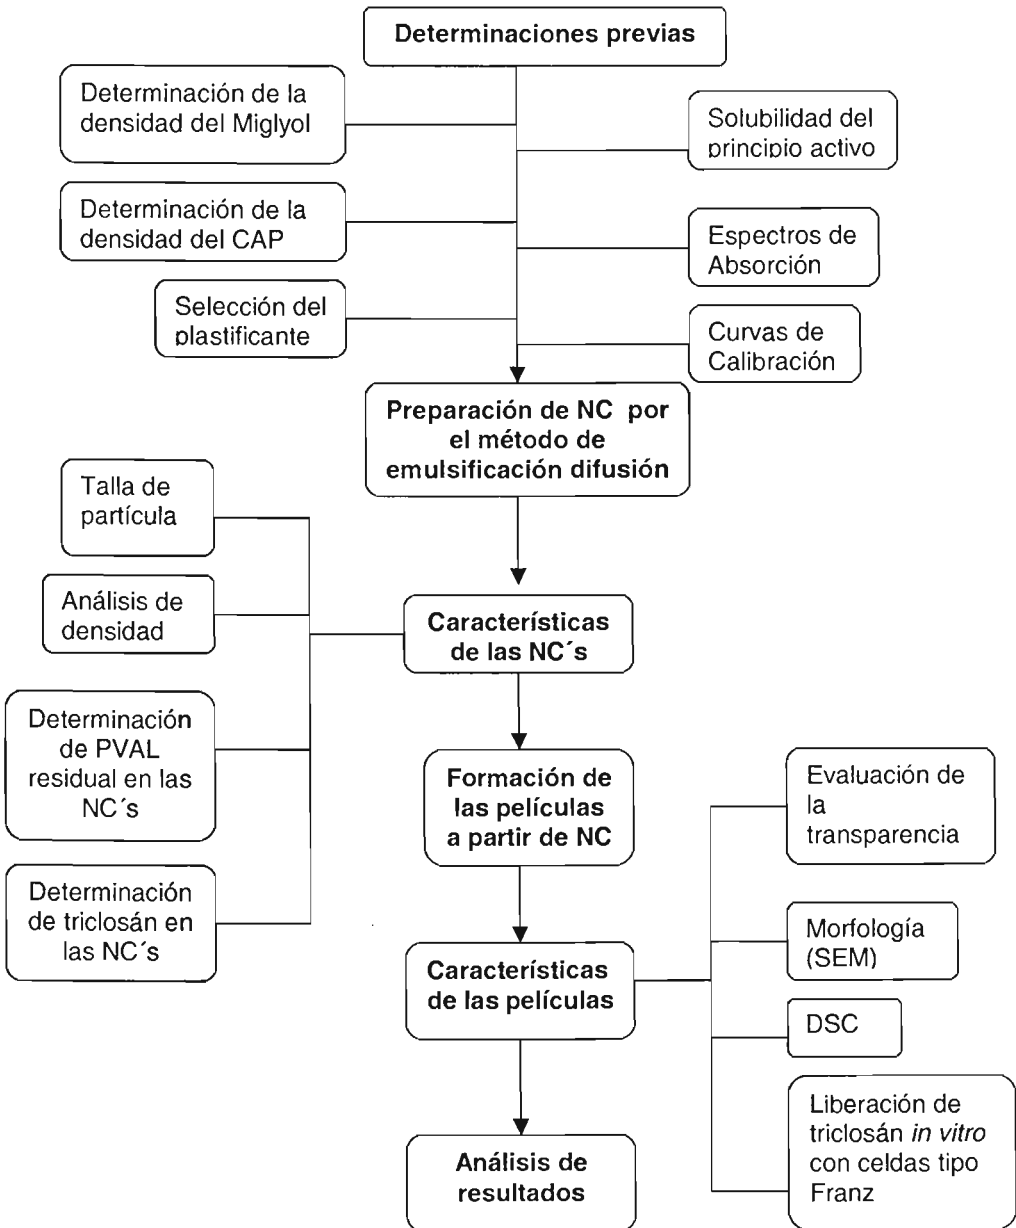 Determinaciones previas
Determinación de la
densidad del Miglyol
Solubilidad del
principio activo
Determinación de la
densidad del CAP
Espectros de
Absorción
Selección del
plastificante
Curvas de
Calibración
Preparación de NC por
el método de
emulsificación difusión
Talla de
partícula
Análisis de
densidad
Características
de las NC´s
Determinación
de PVAL
residual en las
NC´s
Formación de
las películas
a partir de NC
Evaluación de
la
transparencia
Determinación
de triclosán en
las NC´s
Características
de las películas
Morfología
(SEM)
DSC
Liberación de
triclosán in vitro
con celdas tipo
Franz
Análisis de
resultados